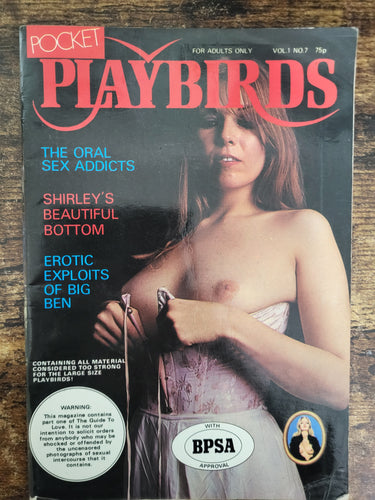 POCKET
PLAYBIRDS
FOR ADULTS ONLY VOL.1 NO.7 75p
THE ORAL
SEX ADDICTS
SHIRLEY'S
BEAUTIFUL
BOTTOM
EROTIC
EXPLOITS
OF BIG
BEN
CONTAINING ALL MATERIAL
CONSIDERED TOO STRONG
FOR THE LARGE SIZE
PLAYBIRDS!
WARNING:
This magazine contains
part one of The Guide To
Love. It is not our
intention to solicit orders
from anybody who may be
shocked or offended by
the uncensored
photographs of sexual
intercourse that it
contains.
WITH
BPSA
APPROVAL